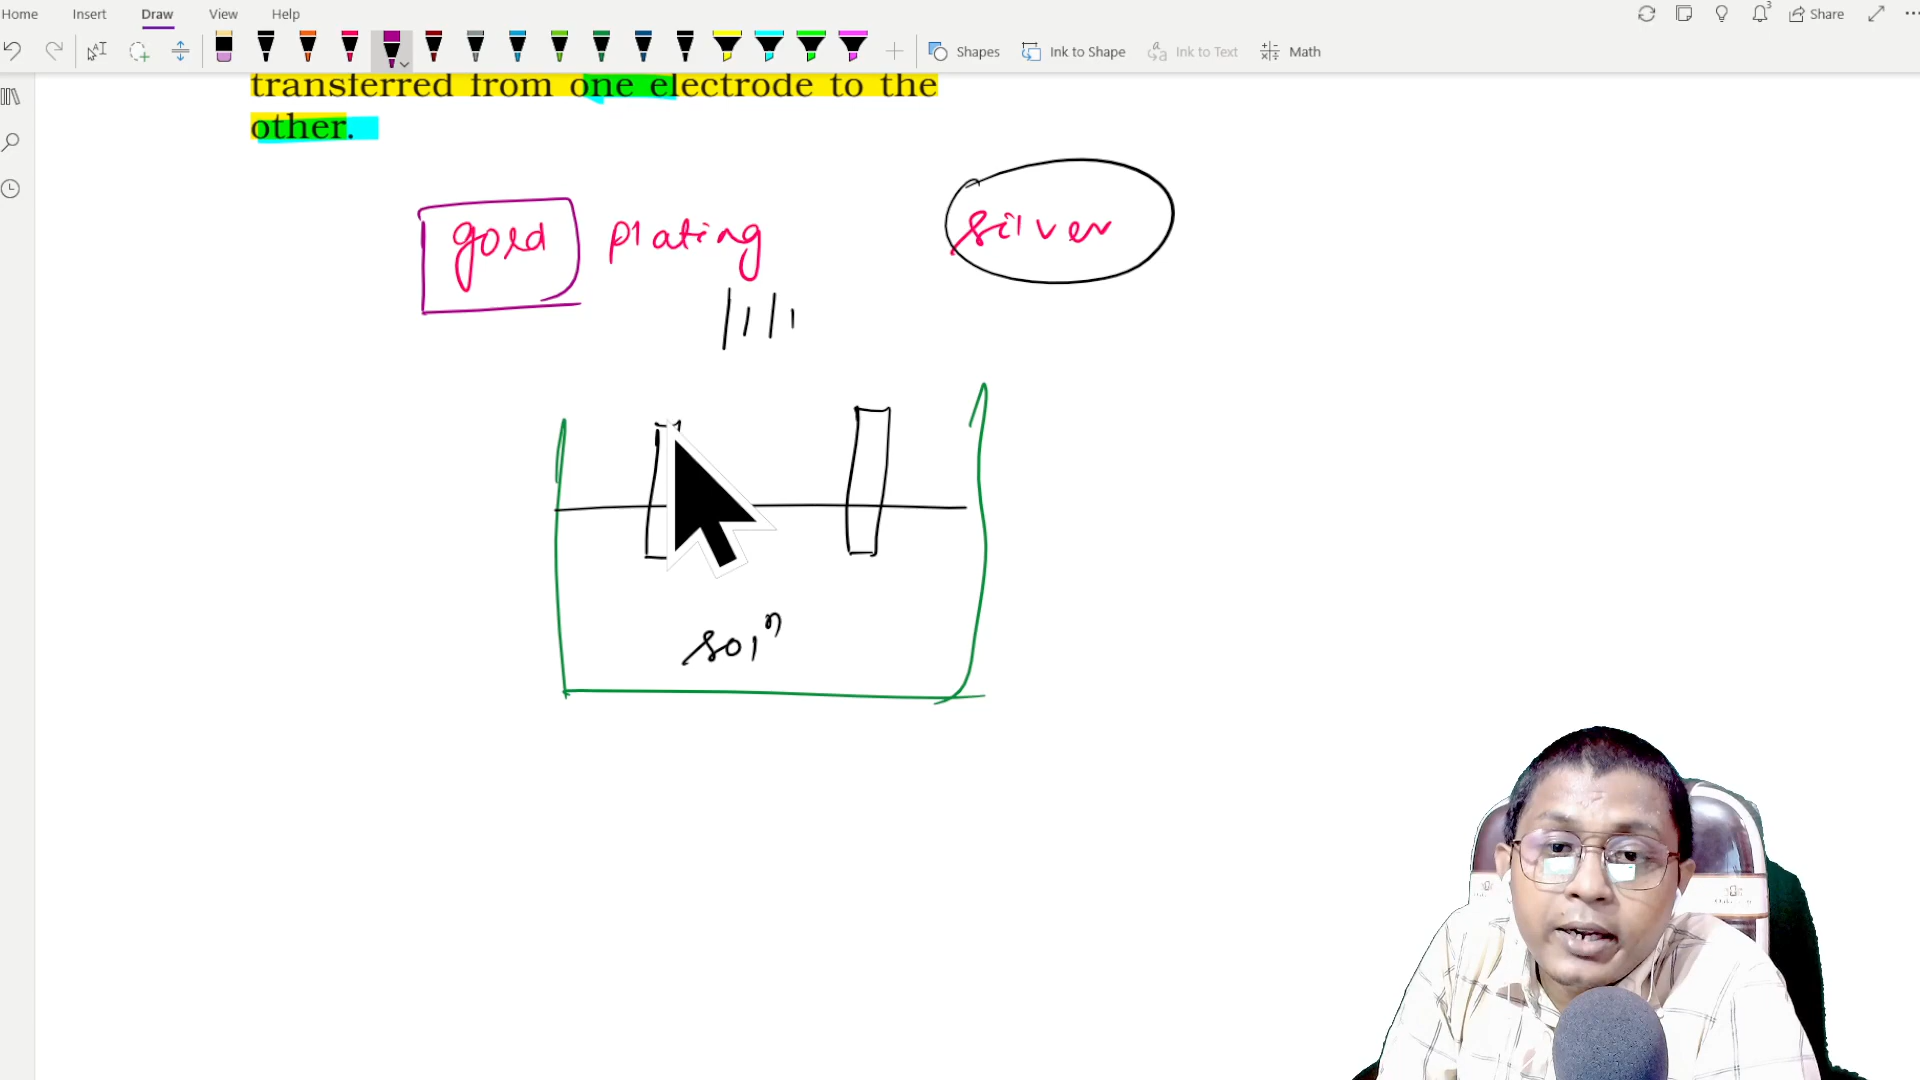 Home Insert Draw View Help
3 Share
Shapes Ink to Shape Ink to Text Math
transferred from one electrode to the
other.
gold plating silver
solⁿ